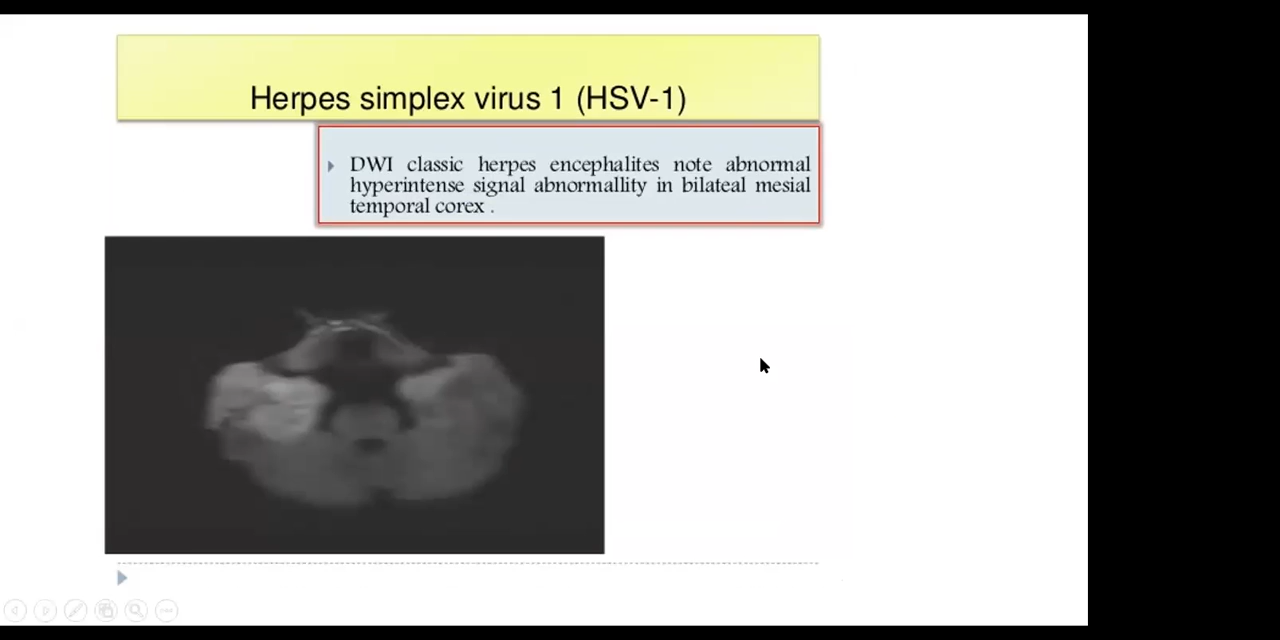 Herpes simplex virus 1 (HSV-1)
DWI classic herpes encephalites note abnormal
hyperintense signal abnormallity in bilateal mesial
temporal corex .